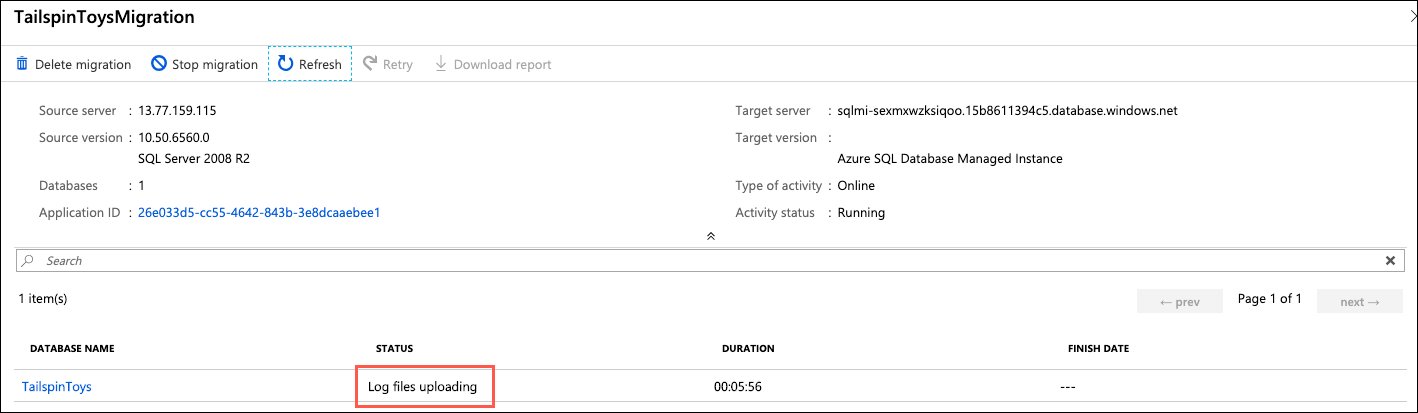 TailspinToysMigration
Delete migration Stop migration Refresh Retry Download report
Source server : 13.77.159.115 Target server : sqlmi-sexmxwzksiqoo.15b8611394c5.database.windows.net
Source version : 10.50.6560.0 Target version :
SQL Server 2008 R2 Azure SQL Database Managed Instance
Databases : 1 Type of activity : Online
Application ID : 26e033d5-cc55-4642-843b-3e8dcaaebee1 Activity status : Running
Search
1 item(s) ← prev Page 1 of 1 next →
DATABASE NAME STATUS DURATION FINISH DATE
TailspinToys Log files uploading 00:05:56 ---